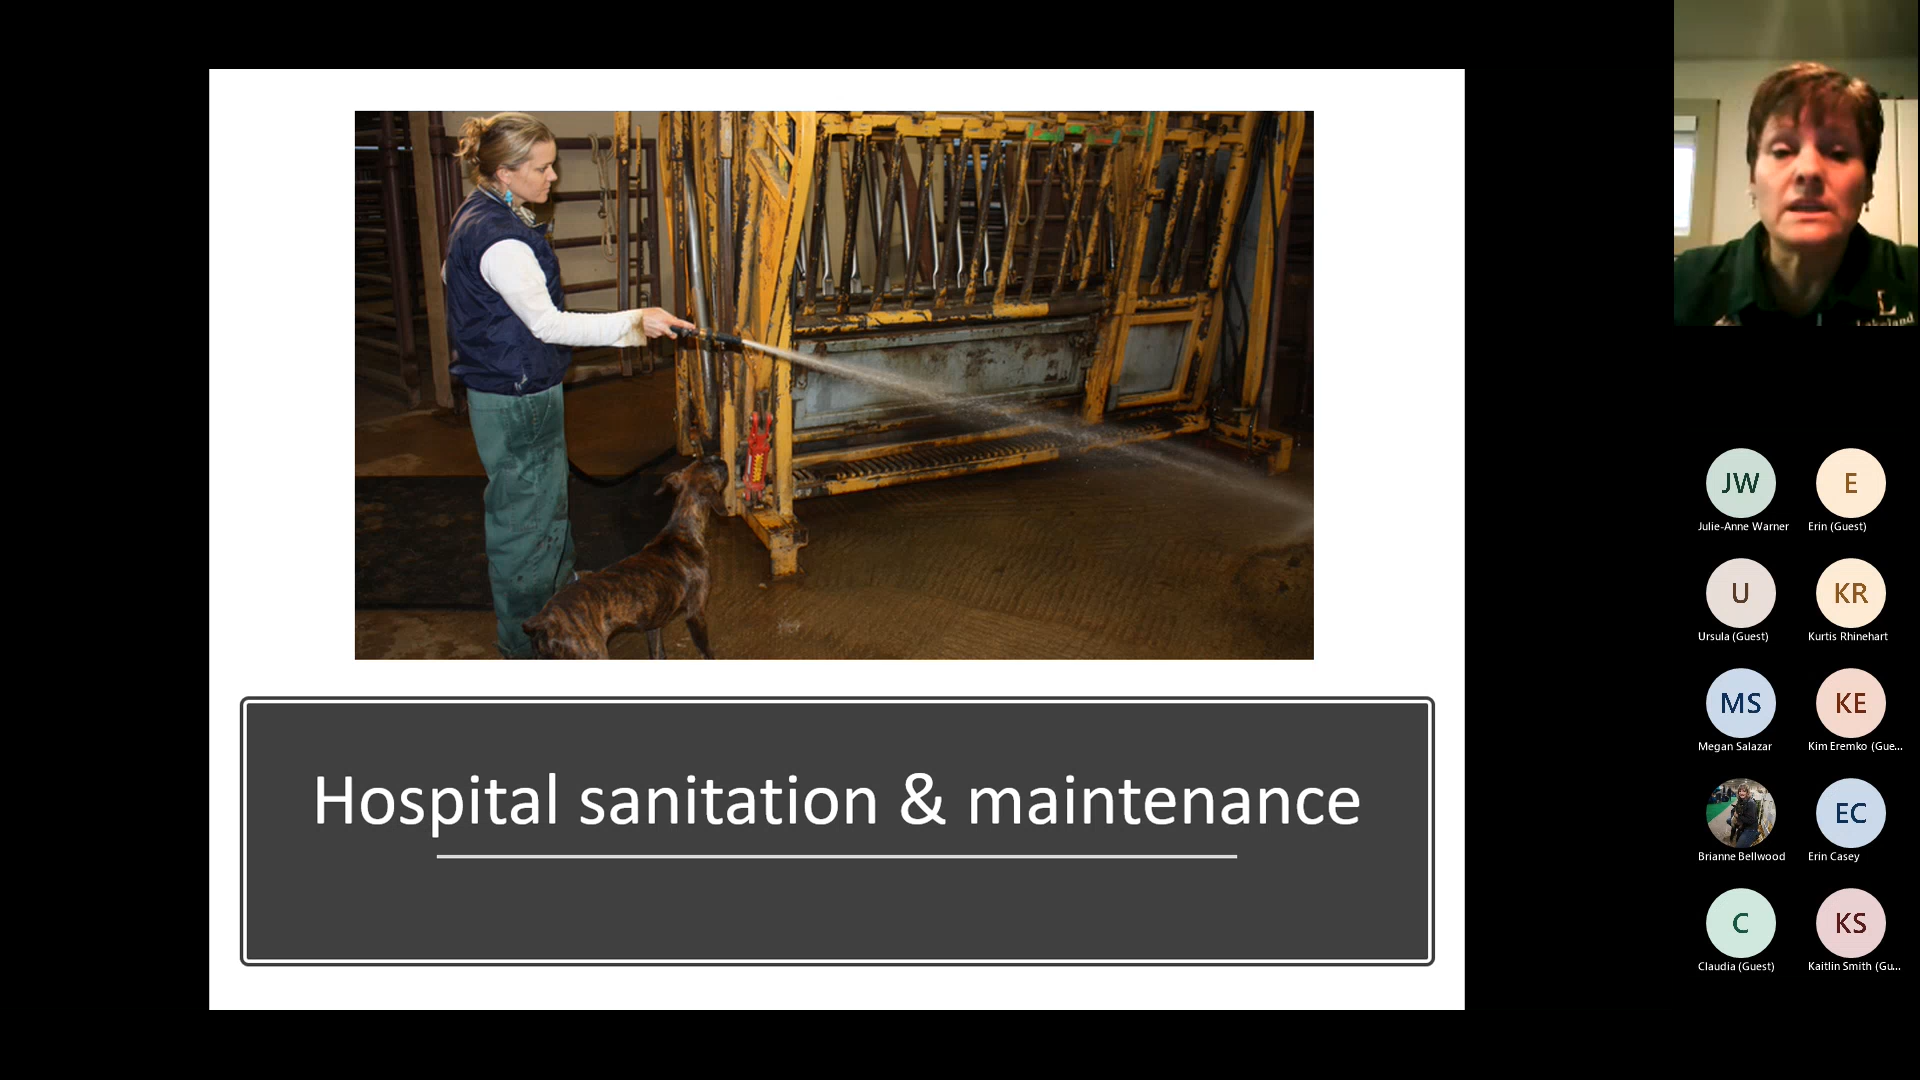 Hospital sanitation & maintenance
L
Lakeland
JW
E
Julie-Anne Warner
Erin (Guest)
U
KR
Ursula (Guest)
Kurtis Rhinehart
MS
KE
Megan Salazar
Kim Eremko (Gue...
EC
Brianne Bellwood
Erin Casey
C
KS
Claudia (Guest)
Kaitlin Smith (Gu...